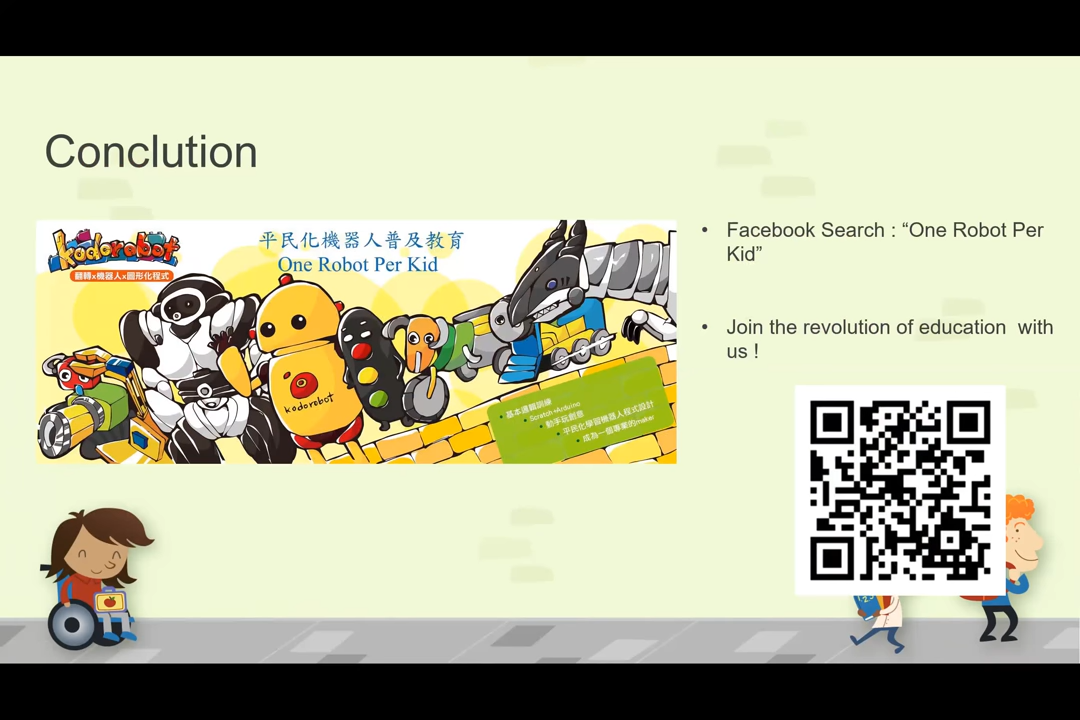 Conclution
kodorobot
翻轉x機器人x圖形化程式
平民化機器人普及教育
One Robot Per Kid
kodorobot
• 基本邏輯訓練
• Scratch+Arduino
• 動手玩創意
• 平民化學習機器人程式設計
• 成為一個專業的maker
• Facebook Search : “One Robot Per
Kid”
• Join the revolution of education with
us !